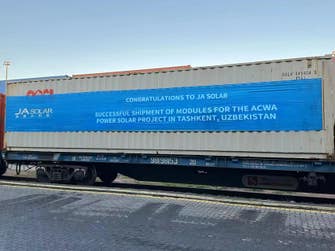 CONGRATULATIONS TO JA SOLAR
JA SOLAR
SUCCESSFUL SHIPMENT OF MODULES FOR THE ACWA
POWER SOLAR PROJECT IN TASHKENT, UZBEKISTAN